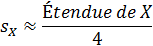 s_X ≈ Étendue de X / 4